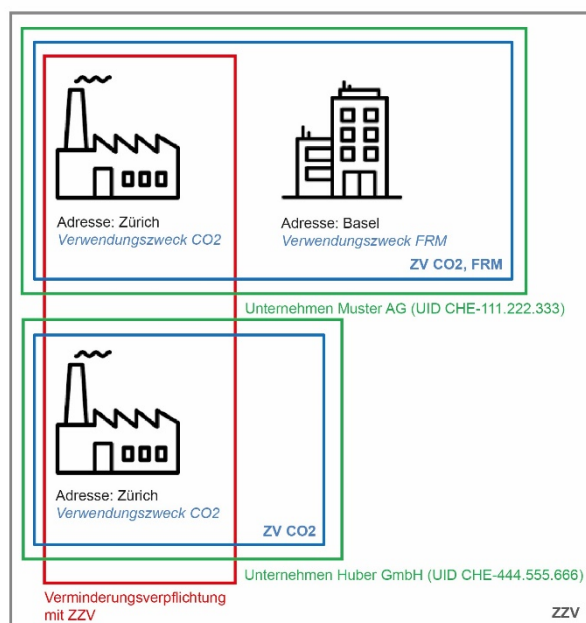 Adresse: Zürich
Verwendungszweck CO2
Adresse: Basel
Verwendungszweck FRM
ZV CO2, FRM
Unternehmen Muster AG (UID CHE-111.222.333)
Adresse: Zürich
Verwendungszweck CO2
ZV CO2
Unternehmen Huber GmbH (UID CHE-444.555.666)
Verminderungsverpflichtung
mit ZZV
ZZV